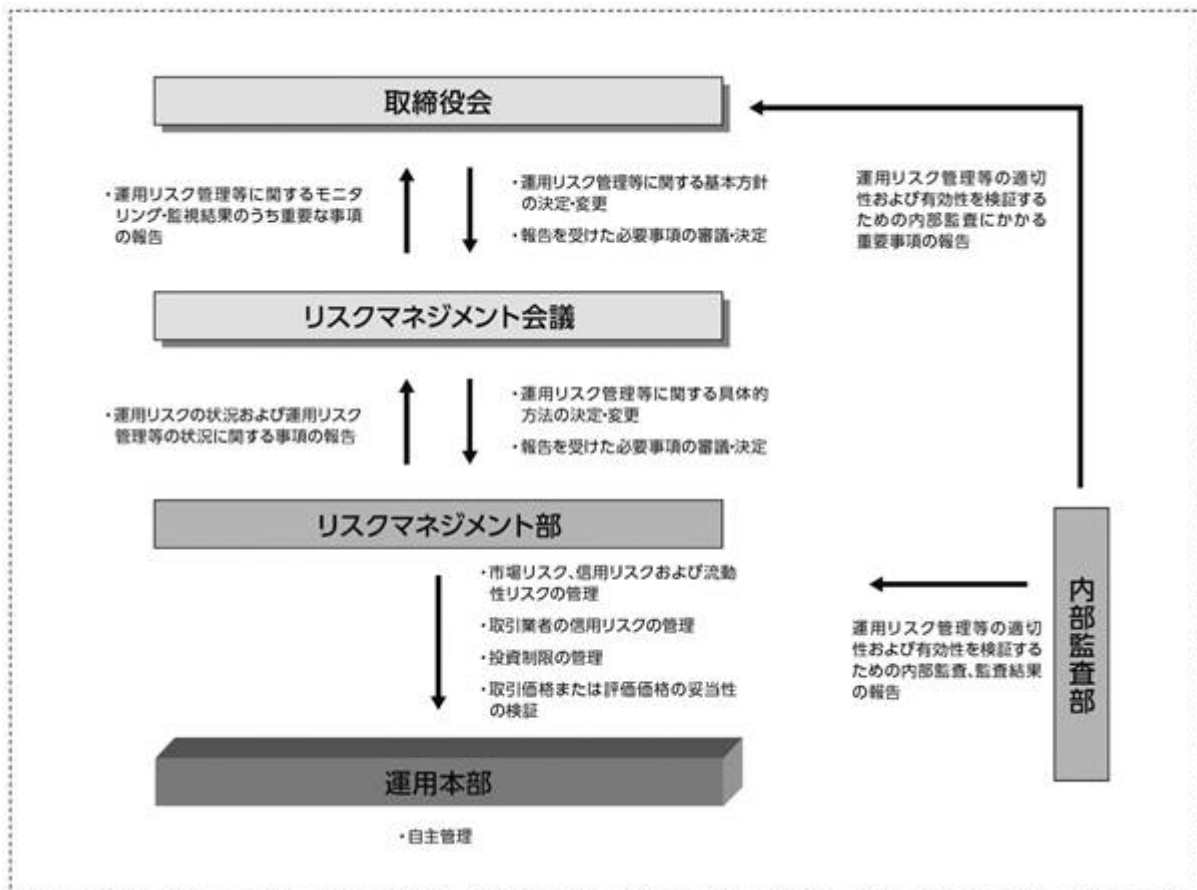 取締役会
・運用リスク管理等に関するモニタ
リング・監視結果のうち重要な事項
の報告
・運用リスク管理等に関する基本方針
の決定・変更
・報告を受けた必要事項の審議・決定
運用リスク管理等の適切
性および有効性を検証する
ための内部監査にかかる
重要事項の報告
リスクマネジメント会議
・運用リスクの状況および運用リスク
管理等の状況に関する事項の報告
・運用リスク管理等に関する具体的
方法の決定・変更
・報告を受けた必要事項の審議・決定
リスクマネジメント部
・市場リスク、信用リスクおよび流動
性リスクの管理
・取引業者の信用リスクの管理
・投資制限の管理
・取引価格または評価価格の妥当性
の検証
運用リスク管理等の適切
性および有効性を検証する
ための内部監査、監査結果
の報告
内部監査部
運用本部
・自主管理